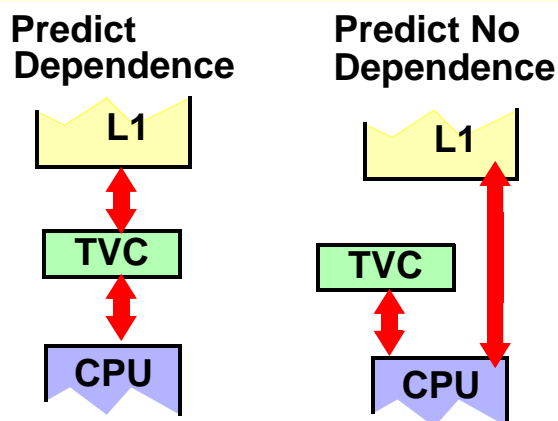 Predict
Dependence
L1
TVC
CPU
Predict No
Dependence
L1
TVC
CPU